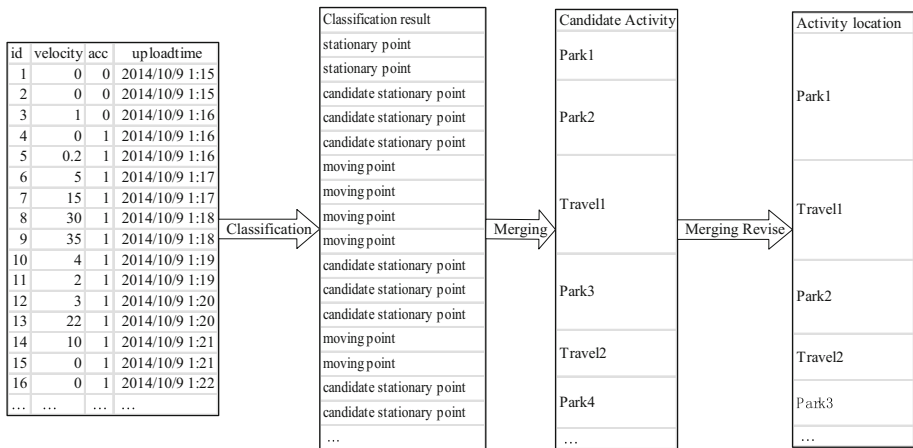 id velocity acc uploadtime
1 0 0 2014/10/9 1:15
2 0 0 2014/10/9 1:15
3 1 0 2014/10/9 1:16
4 0 1 2014/10/9 1:16
5 0.2 1 2014/10/9 1:16
6 5 1 2014/10/9 1:17
7 15 1 2014/10/9 1:17
8 30 1 2014/10/9 1:18
9 35 1 2014/10/9 1:18
10 4 1 2014/10/9 1:19
11 2 1 2014/10/9 1:19
12 3 1 2014/10/9 1:20
13 22 1 2014/10/9 1:20
14 10 1 2014/10/9 1:21
15 0 1 2014/10/9 1:21
16 0 1 2014/10/9 1:22
… … … …
Classification
Classification result
stationary point
stationary point
candidate stationary point
candidate stationary point
candidate stationary point
moving point
moving point
moving point
moving point
candidate stationary point
candidate stationary point
candidate stationary point
moving point
moving point
candidate stationary point
candidate stationary point
…
Merging
Candidate Activity
Park1
Park2
Travel1
Park3
Travel2
Park4
…
Merging Revise
Activity location
Park1
Travel1
Park2
Travel2
Park3
…